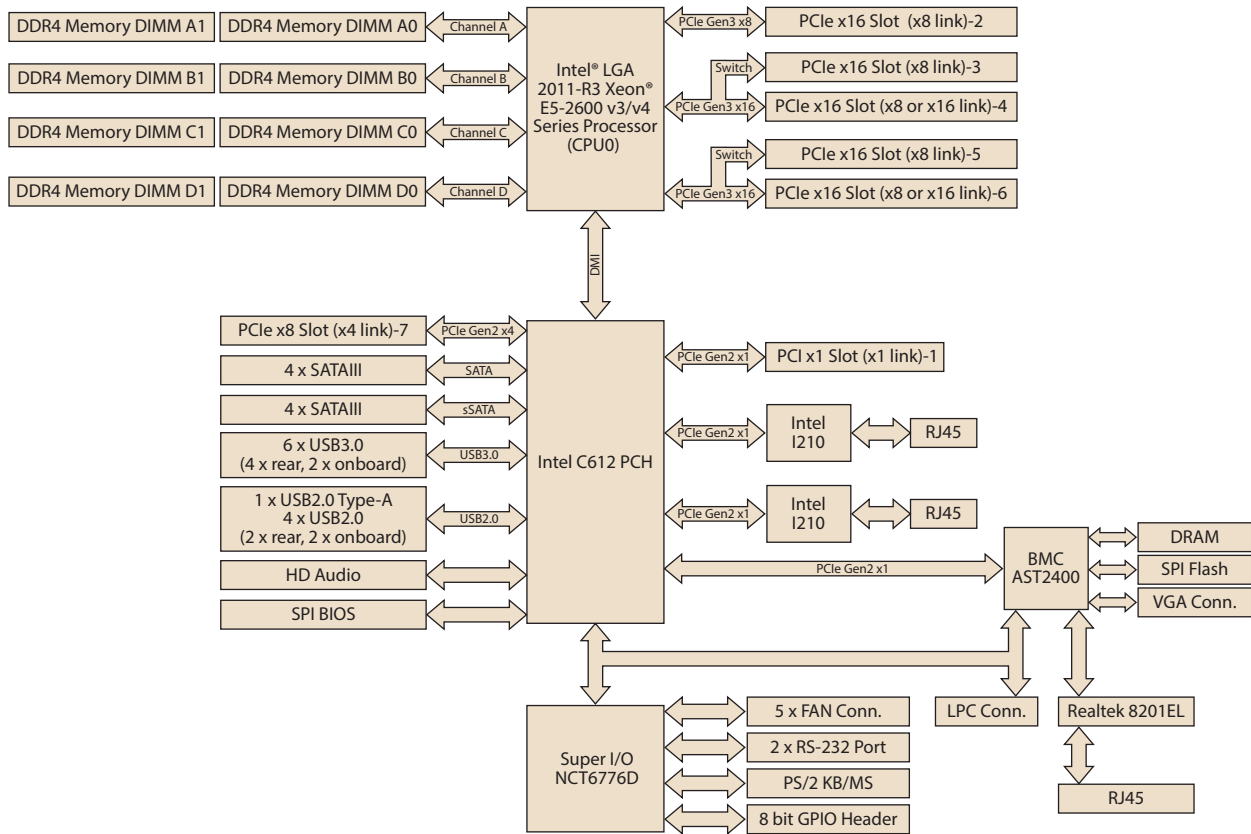 DDR4 Memory DIMM A1
DDR4 Memory DIMM A0
Channel A
DDR4 Memory DIMM B1
DDR4 Memory DIMM B0
Channel B
DDR4 Memory DIMM C1
DDR4 Memory DIMM C0
Channel C
DDR4 Memory DIMM D1
DDR4 Memory DIMM D0
Channel D
Intel® LGA
2011-R3 Xeon®
E5-2600 v3/v4
Series Processor
(CPU0)
PCIe Gen3 x8
PCIe x16 Slot (x8 link)-2
Switch
PCIe x16 Slot (x8 link)-3
PCIe Gen3 x16
PCIe x16 Slot (x8 or x16 link)-4
Switch
PCIe x16 Slot (x8 link)-5
PCIe Gen3 x16
PCIe x16 Slot (x8 or x16 link)-6
DMI
PCIe x8 Slot (x4 link)-7
PCIe Gen2 x4
4 x SATAIII
SATA
4 x SATAIII
sSATA
6 x USB3.0
(4 x rear, 2 x onboard)
USB3.0
1 x USB2.0 Type-A
4 x USB2.0
(2 x rear, 2 x onboard)
USB2.0
HD Audio
SPI BIOS
Intel C612 PCH
PCIe Gen2 x1
PCI x1 Slot (x1 link)-1
PCIe Gen2 x1
Intel
I210
RJ45
PCIe Gen2 x1
Intel
I210
RJ45
PCIe Gen2 x1
BMC
AST2400
DRAM
SPI Flash
VGA Conn.
Super I/O
NCT6776D
5 x FAN Conn.
2 x RS-232 Port
PS/2 KB/MS
8 bit GPIO Header
LPC Conn.
Realtek 8201EL
RJ45